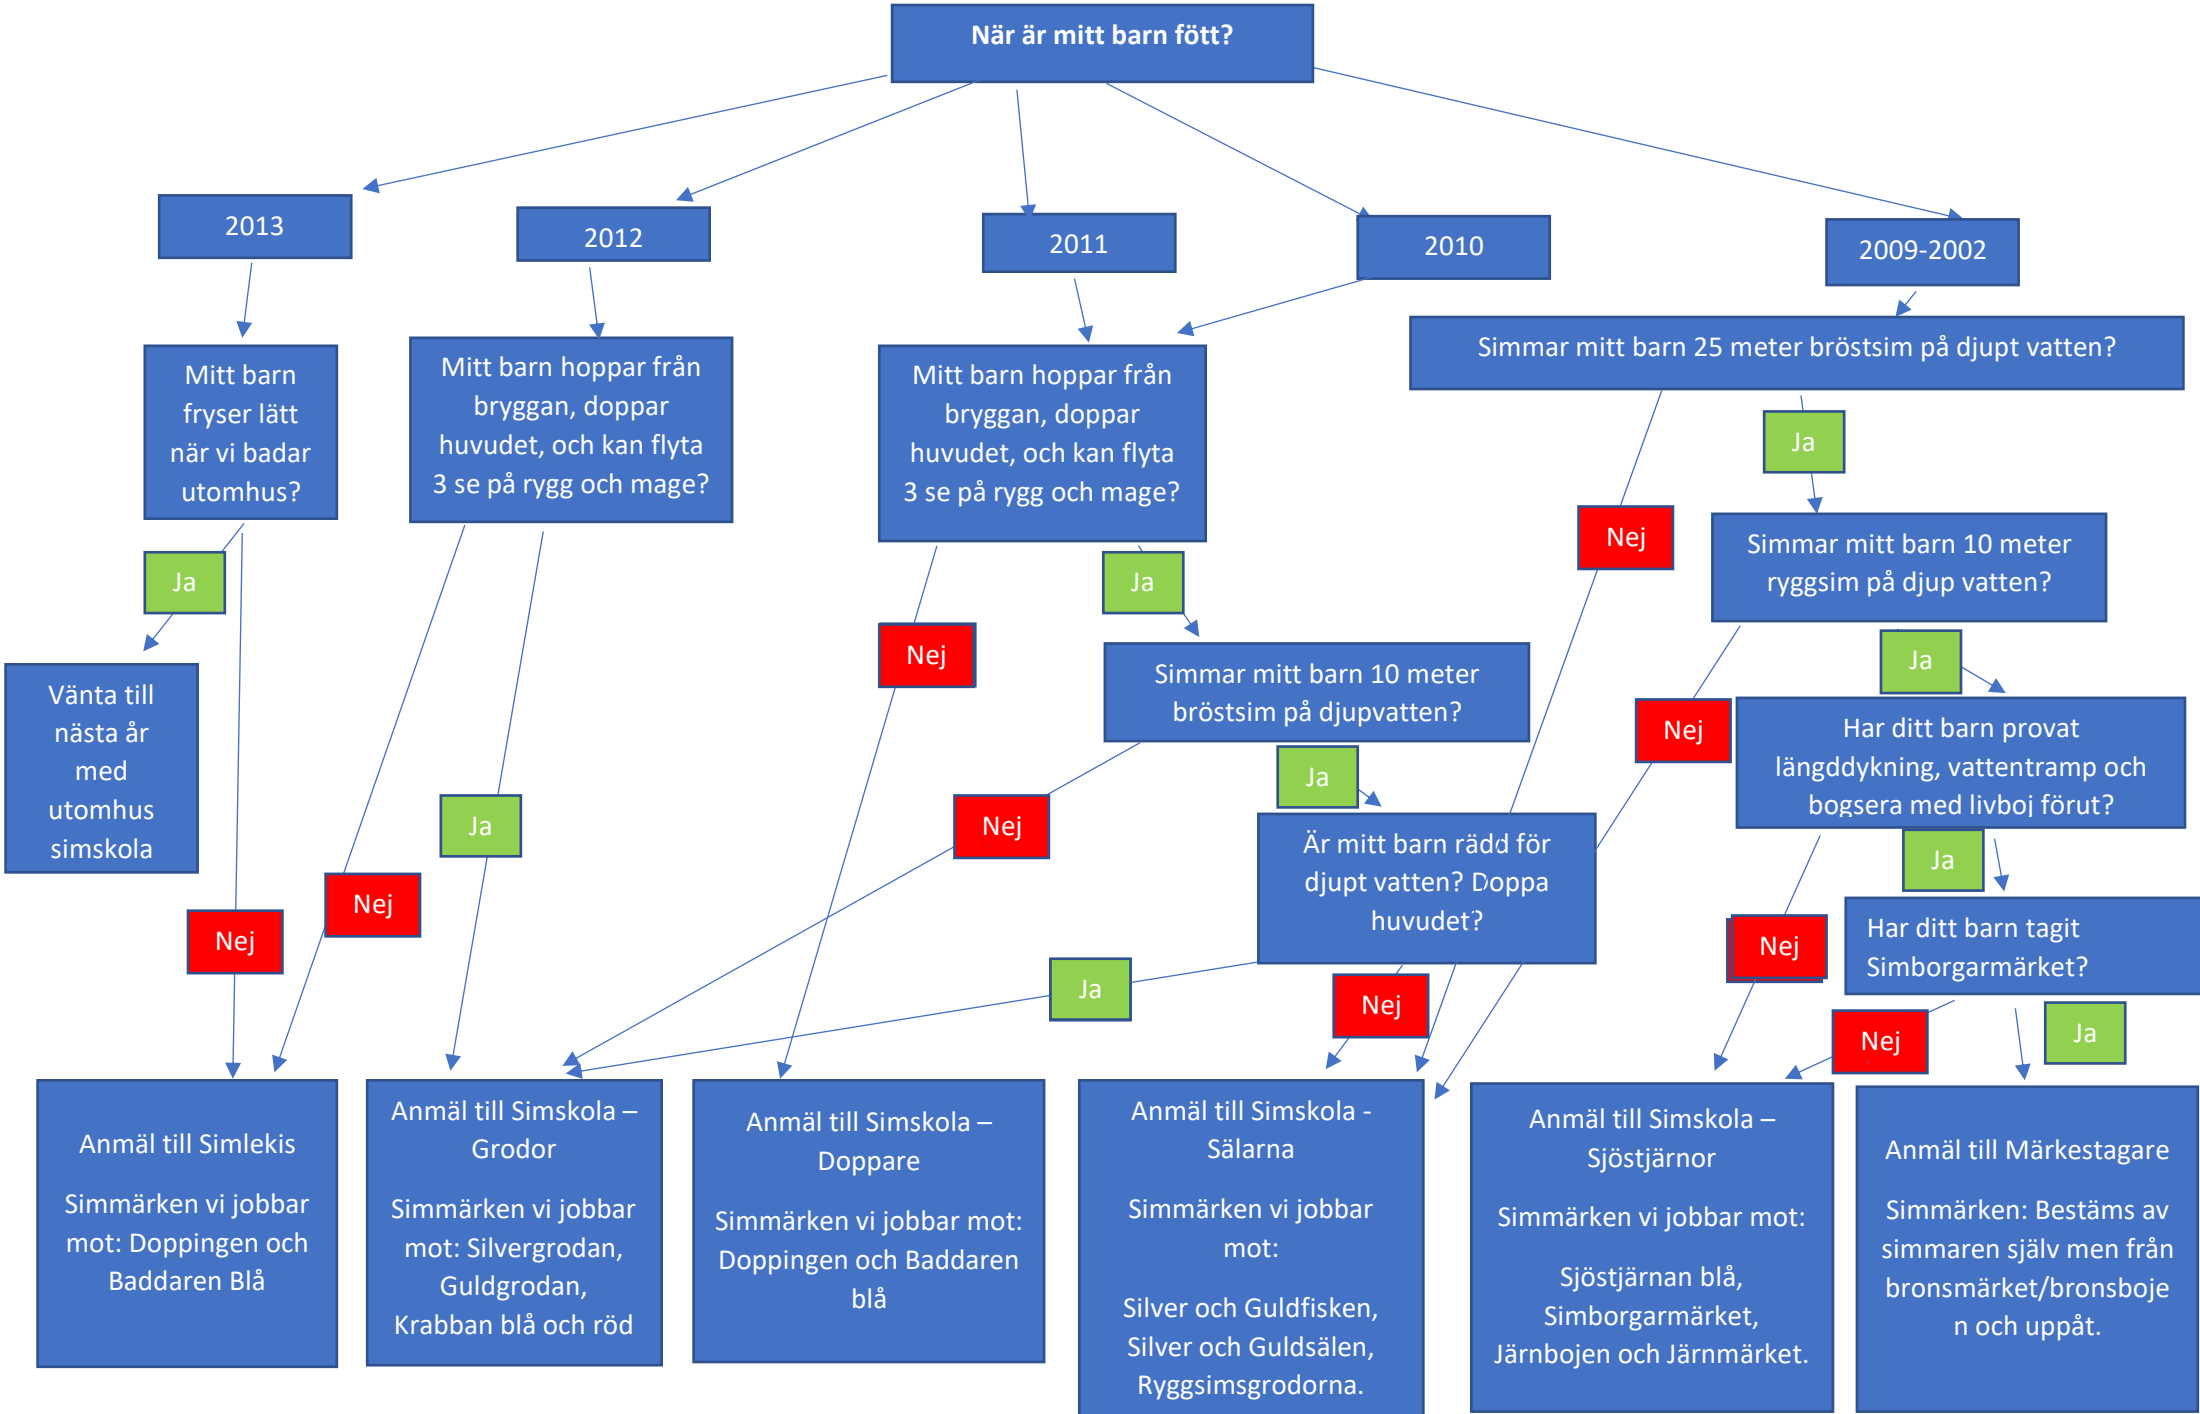 När är mitt barn fött?
2013
2012
2011
2010
2009-2002
Mitt barn
fryser lätt
när vi badar
utomhus?
Mitt barn hoppar från
bryggan, doppar
huvudet, och kan flyta
3 se på rygg och mage?
Mitt barn hoppar från
bryggan, doppar
huvudet, och kan flyta
3 se på rygg och mage?
Simmar mitt barn 25 meter bröstsim på djupt vatten?
Ja
Nej
Simmar mitt barn 10 meter
ryggsim på djup vatten?
Ja
Ja
Nej
Simmar mitt barn 10 meter
bröstsim på djupvatten?
Ja
Vänta till
nästa år
med
utomhus
simskola
Nej
Har ditt barn provat
längddykning, vattentramp och
bogsera med livboj förut?
Ja
Ja
Nej
Är mitt barn rädd för
djupt vatten? Doppa
huvudet?
Ja
Nej
Nej
Nej
Har ditt barn tagit
Simborgarmärket?
Ja
Nej
Nej
Ja
Anmäl till Simlekis
Simmärken vi jobbar
mot: Doppingen och
Baddaren Blå
Anmäl till Simskola –
Grodor
Simmärken vi jobbar
mot: Silvergrodan,
Guldgrodan,
Krabban blå och röd
Anmäl till Simskola –
Doppare
Simmärken vi jobbar mot:
Doppingen och Baddaren
blå
Anmäl till Simskola -
Sälarna
Simmärken vi jobbar
mot:
Silver och Guldfisken,
Silver och Guldsälen,
Ryggsimsgrodorna.
Anmäl till Simskola –
Sjöstjärnor
Simmärken vi jobbar mot:
Sjöstjärnan blå,
Simborgarmärket,
Järnbojen och Järnmärket.
Anmäl till Märkestagare
Simmärken: Bestäms av
simmaren själv men från
bronsmärket/bronsboje
n och uppåt.